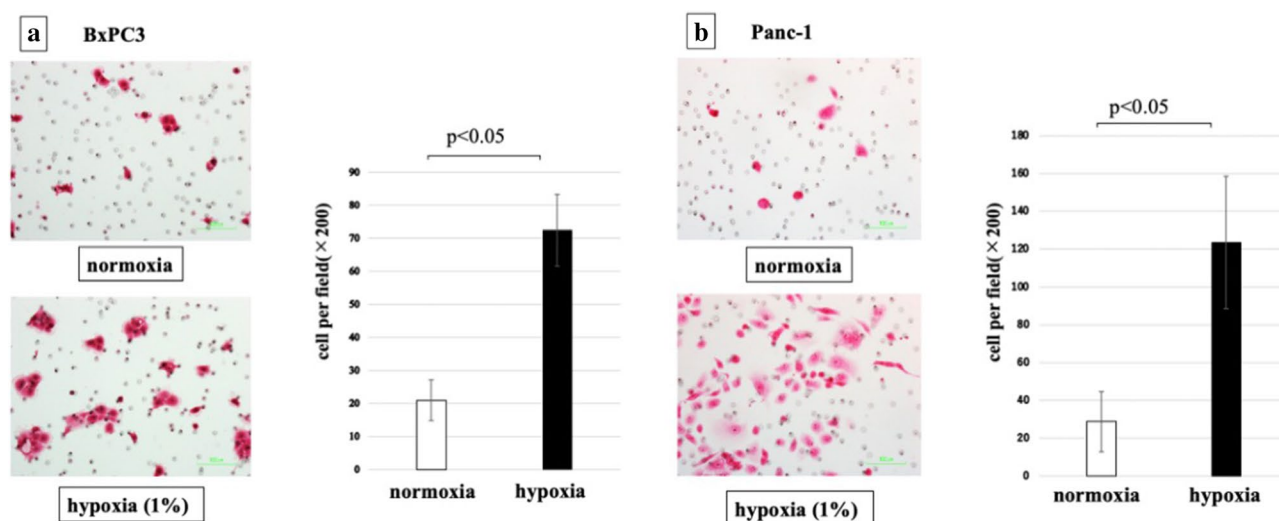 a BxPC3
normoxia
hypoxia (1%)
p<0.05
cell per field(×200)
90
80
70
60
50
40
30
20
10
0
normoxia hypoxia
b Panc-1
normoxia
hypoxia (1%)
p<0.05
cell per field(×200)
180
160
140
120
100
80
60
40
20
0
normoxia hypoxia